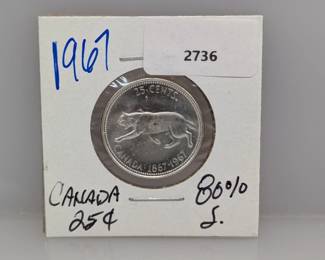 1967
2736
25·CENTS
CANADA·1867·1967
CANADA
25¢
80%
S.